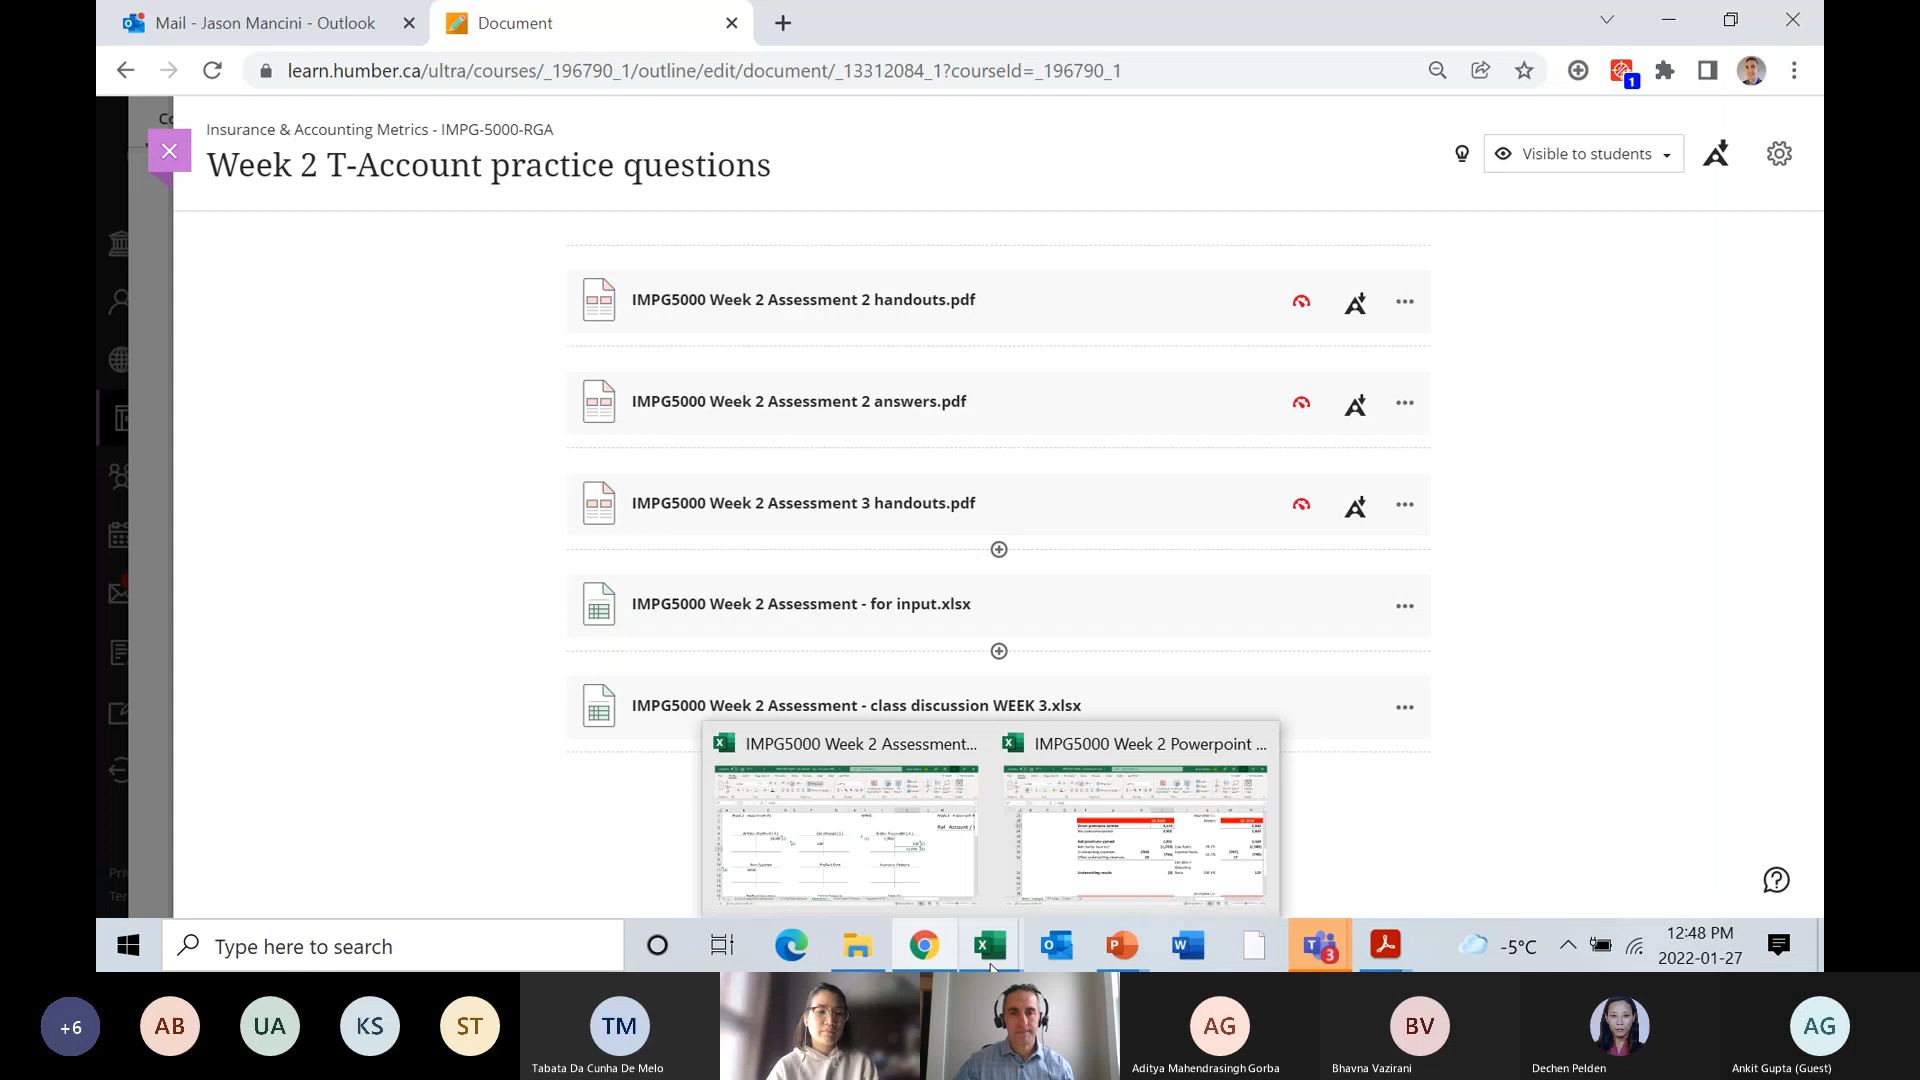 Mail - Jason Mancini - Outlook
Document
learn.humber.ca/ultra/courses/_196790_1/outline/edit/document/_13312084_1?courseId=_196790_1
1
Insurance & Accounting Metrics - IMPG-5000-RGA
Week 2 T-Account practice questions
Visible to students
IMPG5000 Week 2 Assessment 2 handouts.pdf
IMPG5000 Week 2 Assessment 2 answers.pdf
IMPG5000 Week 2 Assessment 3 handouts.pdf
IMPG5000 Week 2 Assessment - for input.xlsx
IMPG5000 Week 2 Assessment - class discussion WEEK 3.xlsx
IMPG5000 Week 2 Assessment...
IMPG5000 Week 2 Powerpoint ...
Type here to search
3
-5°C
12:48 PM
2022-01-27
+6
AB
UA
KS
ST
TM
AG
BV
AG
Tabata Da Cunha De Melo
Aditya Mahendrasingh Gorba
Bhavna Vazirani
Dechen Pelden
Ankit Gupta (Guest)